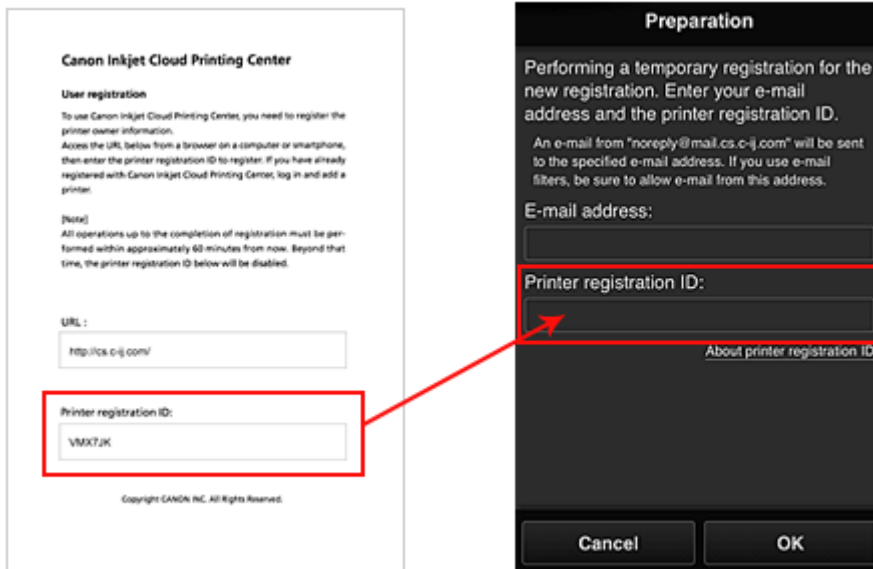 Canon Inkjet Cloud Printing Center
User registration
To use Canon Inkjet Cloud Printing Center, you need to register the
printer owner information.
Access the URL below from a browser on a computer or smartphone,
then enter the printer registration ID to register. If you have already
registered with Canon Inkjet Cloud Printing Center, log in and add a
printer.
[Note]
All operations up to the completion of registration must be per-
formed within approximately 60 minutes from now. Beyond that
time, the printer registration ID below will be disabled.
URL :
http://cs.c-ij.com/
Printer registration ID:
VMX7JK
Copyright CANON INC. All Rights Reserved.
Preparation
Performing a temporary registration for the
new registration. Enter your e-mail
address and the printer registration ID.
An e-mail from "noreply@mail.cs.c-ij.com" will be sent
to the specified e-mail address. If you use e-mail
filters, be sure to allow e-mail from this address.
E-mail address:
Printer registration ID:
About printer registration ID
Cancel
OK